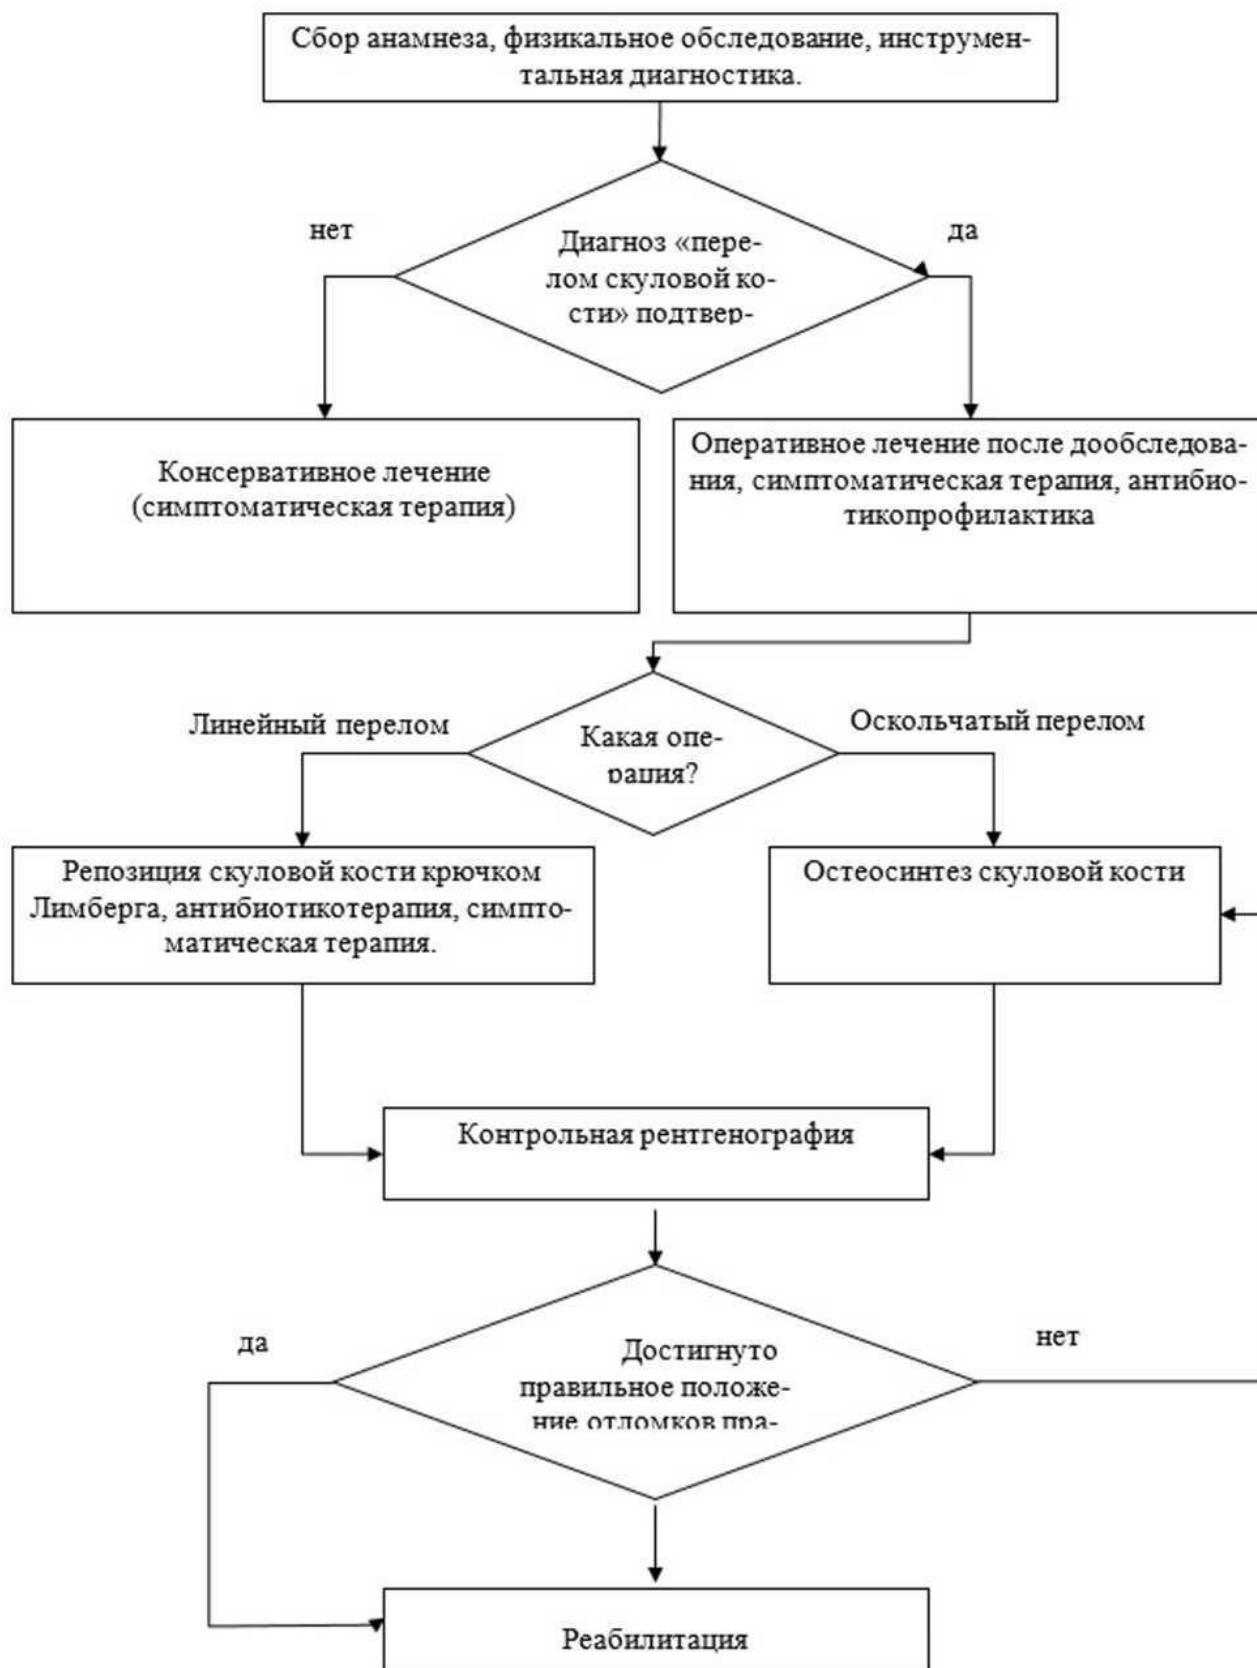 Сбор анамнеза, физикальное обследование, инструмен-
тальная диагностика.
нет
да
Диагноз «пере-
лом скуловой ко-
сти» подтвер-
Консервативное лечение
(симптоматическая терапия)
Оперативное лечение после дообследова-
ния, симптоматическая терапия, антибио-
тикопрофилактика
Линейный перелом
Оскольчатый перелом
Какая опе-
рация?
Репозиция скуловой кости крючком
Лимберга, антибиотикотерапия, симпто-
матическая терапия.
Остеосинтез скуловой кости
Контрольная рентгенография
да
нет
Достигнуто
правильное положе-
ние отломков пра-
Реабилитация